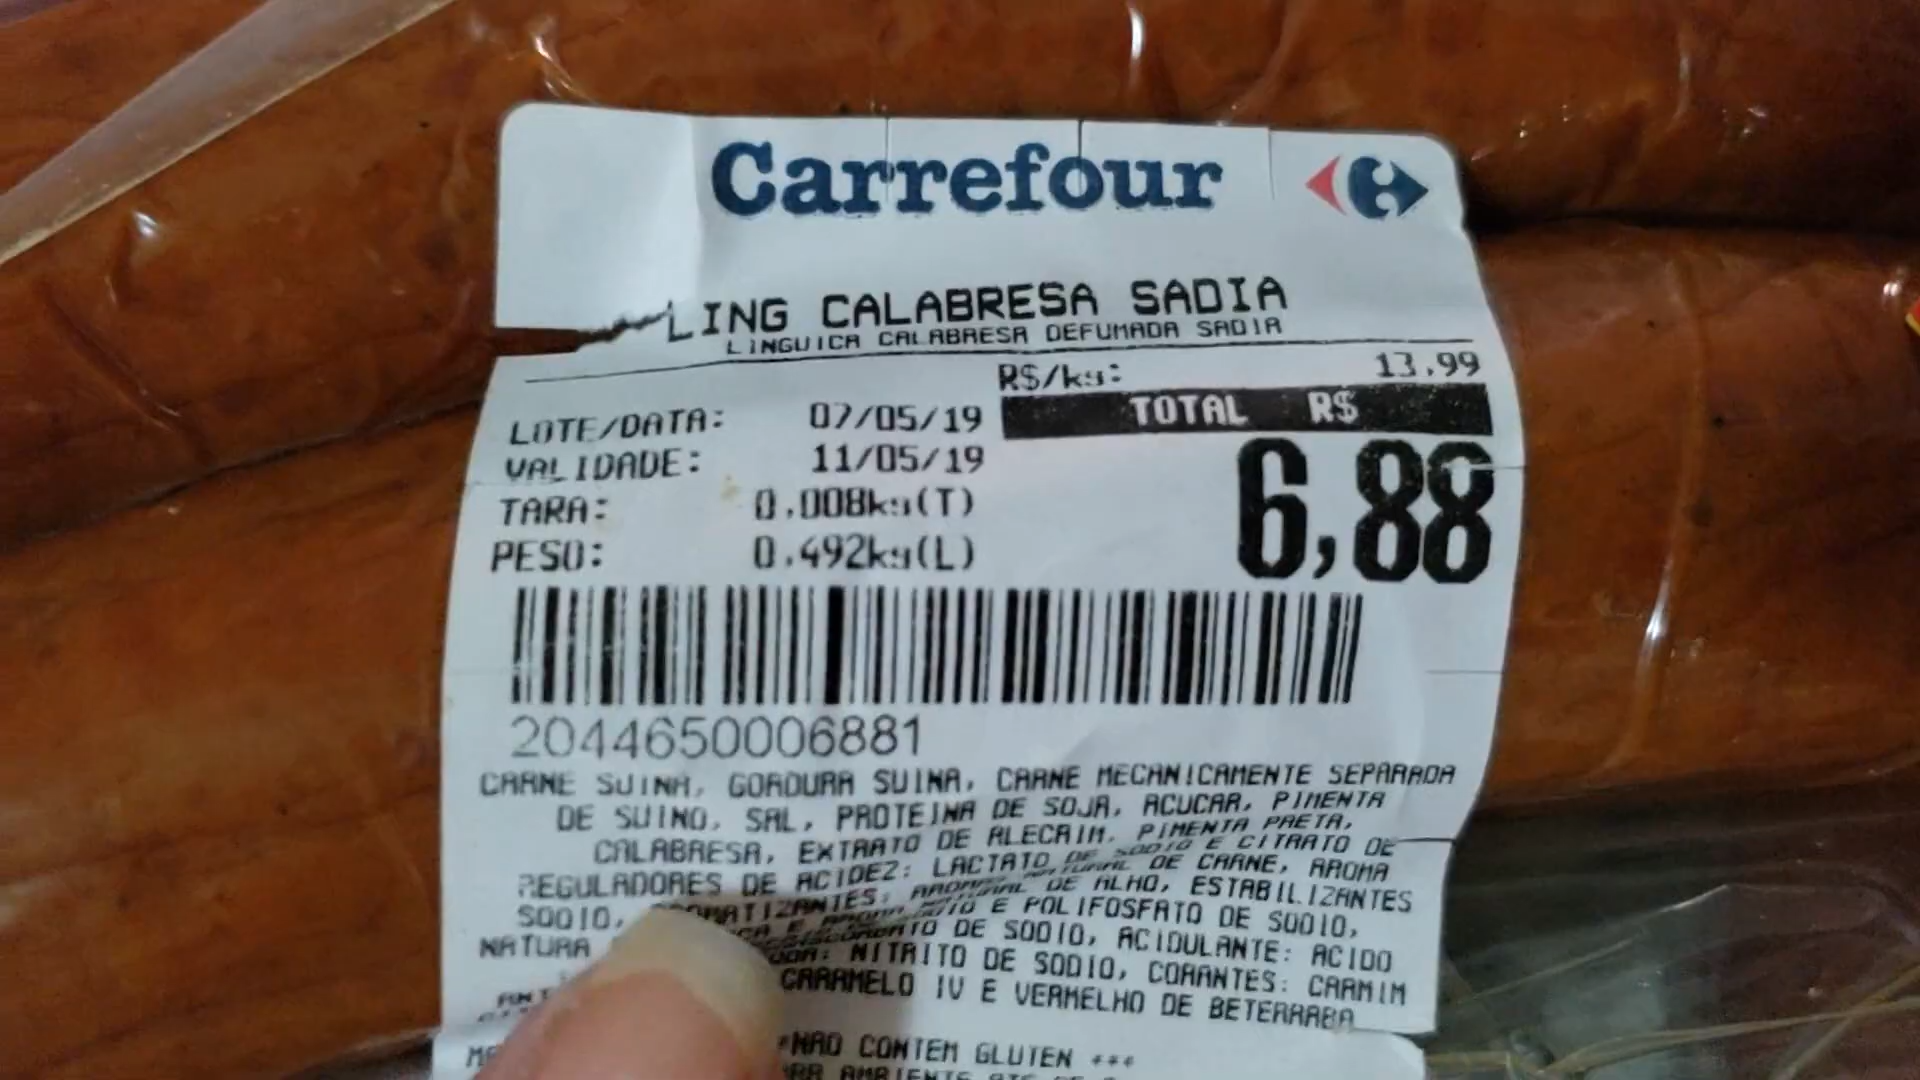 Carrefour
LING CALABRESA SADIA
LINGUICA CALABRESA DEFUMADA SADIA
R$/kg: 13.99
LOTE/DATA: 07/05/19
TOTAL R$
VALIDADE: 11/05/19
6,88
TARA: 0.008kg(T)
PESO: 0.492kg(L)
2044650006881
CARNE SUINA, GORDURA SUINA, CARNE MECANICAMENTE SEPARADA
DE SUINO, SAL, PROTEINA DE SOJA, ACUCAR, PIMENTA
CALABRESA, EXTRATO DE ALECRIM, PIMENTA PRETA,
REGULADORES DE ACIDEZ: LACTATO DE SODIO E CITRATO DE
SODIO, AROMATIZANTES: AROMA NATURAL DE CARNE, AROMA
NATURA DE ALHO, ESTABILIZANTES
E POLIFOSFATO DE SODIO,
DE SODIO, ACIDULANTE: ACIDO
NITRITO DE SODIO, CORANTES: CARMIM
CARAMELO IV E VERMELHO DE BETERRABA
*NAO CONTEM GLUTEN ***